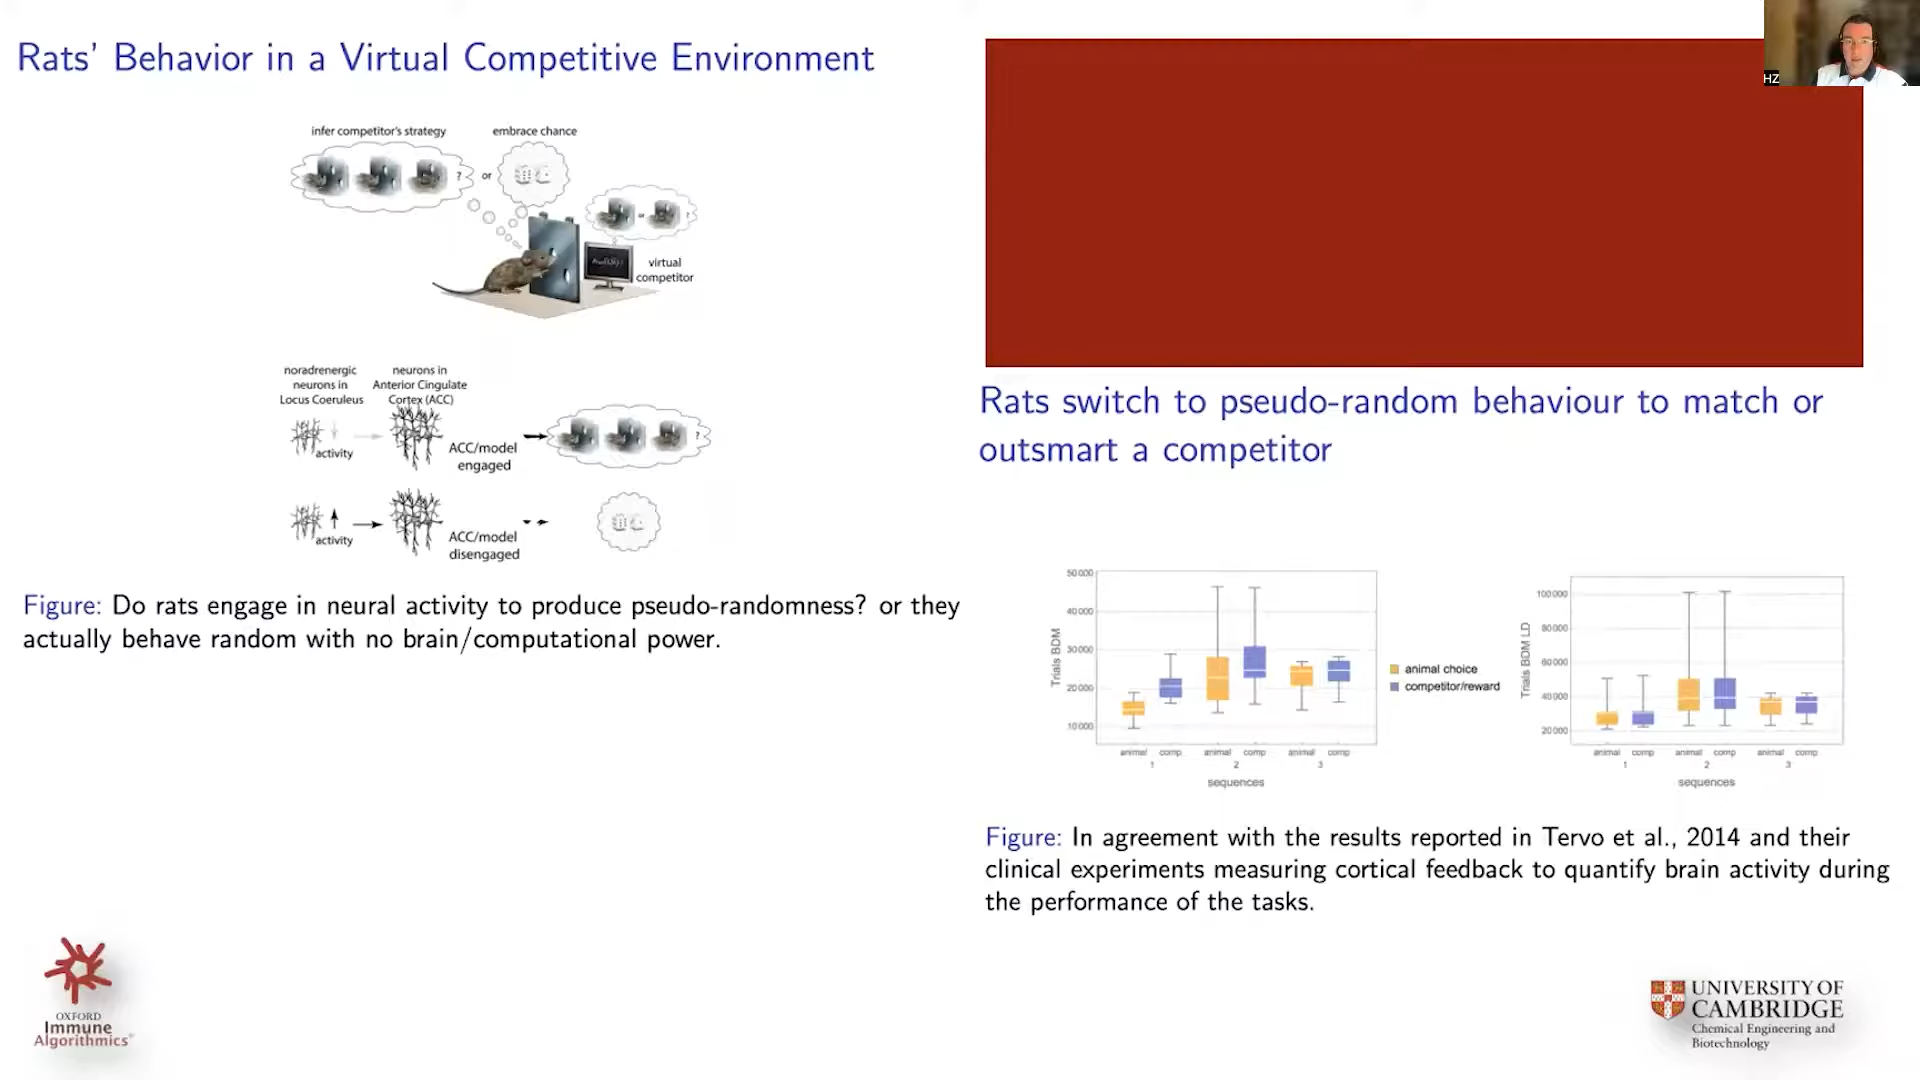 Rats' Behavior in a Virtual Competitive Environment
infer competitor's strategy
embrace chance
?
or
or
?
virtual
competitor
noradrenergic
neurons in
Locus Coeruleus
neurons in
Anterior Cingulate
Cortex (ACC)
activity
ACC/model
engaged
?
activity
ACC/model
disengaged
Figure: Do rats engage in neural activity to produce pseudo-randomness? or they
actually behave random with no brain/computational power.
OXFORD
Immune
Algorithmics
HZ
Rats switch to pseudo-random behaviour to match or
outsmart a competitor
Trials BDM
50000
40000
30000
20000
10000
animal comp animal comp animal comp
1 2 3
sequences
animal choice
competitor/reward
Trials BDM LD
100000
80000
60000
40000
20000
animal comp animal comp animal comp
1 2 3
sequences
Figure: In agreement with the results reported in Tervo et al., 2014 and their
clinical experiments measuring cortical feedback to quantify brain activity during
the performance of the tasks.
UNIVERSITY OF
CAMBRIDGE
Chemical Engineering and
Biotechnology